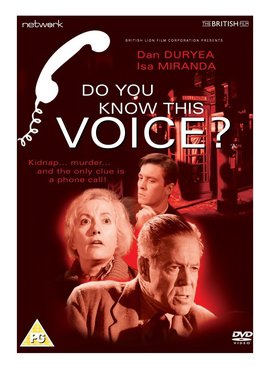 network
THE BRITISH FILM
BRITISH LION FILM CORPORATION PRESENTS
Dan DURYEA
Isa MIRANDA
DO YOU
KNOW THIS
VOICE?
Kidnap... murder...
and the only clue is
a phone call!
PG
DVD
VIDEO